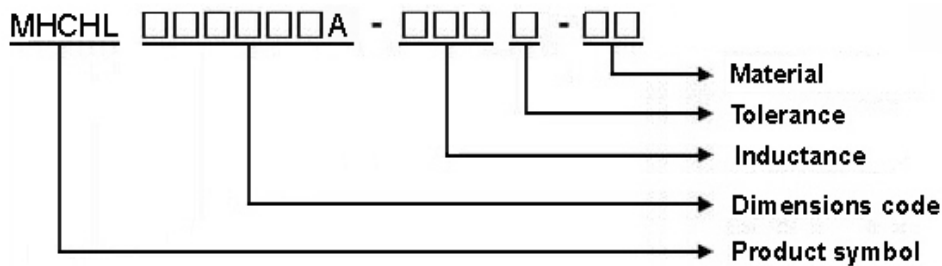 MHCHL □□□□□□A - □□□ □ - □□
Material
Tolerance
Inductance
Dimensions code
Product symbol